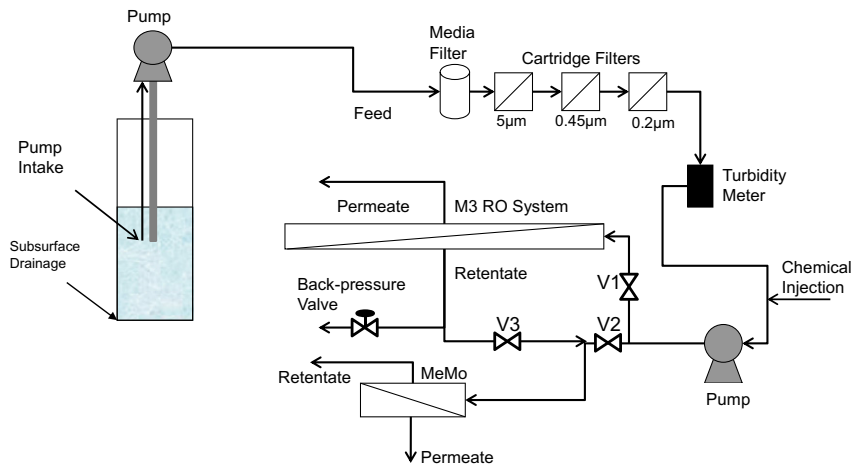 Pump
Media
Filter
Cartridge Filters
Feed
5µm
0.45µm
0.2µm
Pump
Intake
Turbidity
Meter
Subsurface
Drainage
Permeate
M3 RO System
Retentate
Chemical
Injection
Back-pressure
Valve
V1
V2
V3
Pump
Retentate
MeMo
Permeate